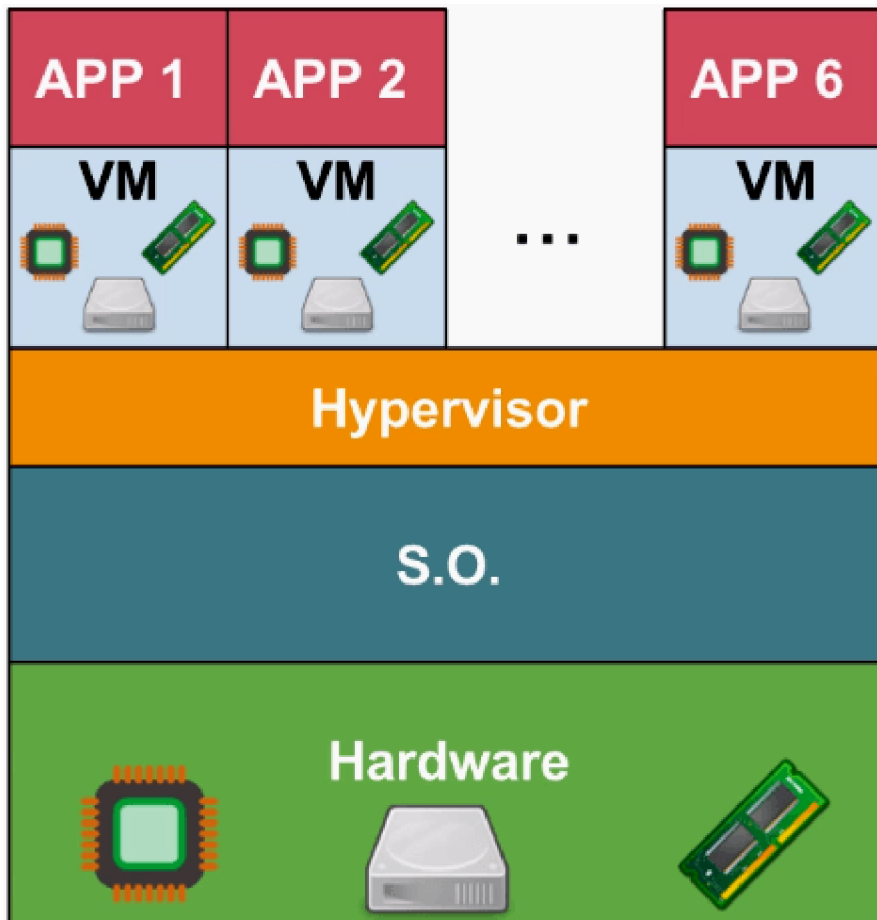 APP 1 APP 2 APP 6
VM VM ... VM
Hypervisor
S.O.
Hardware